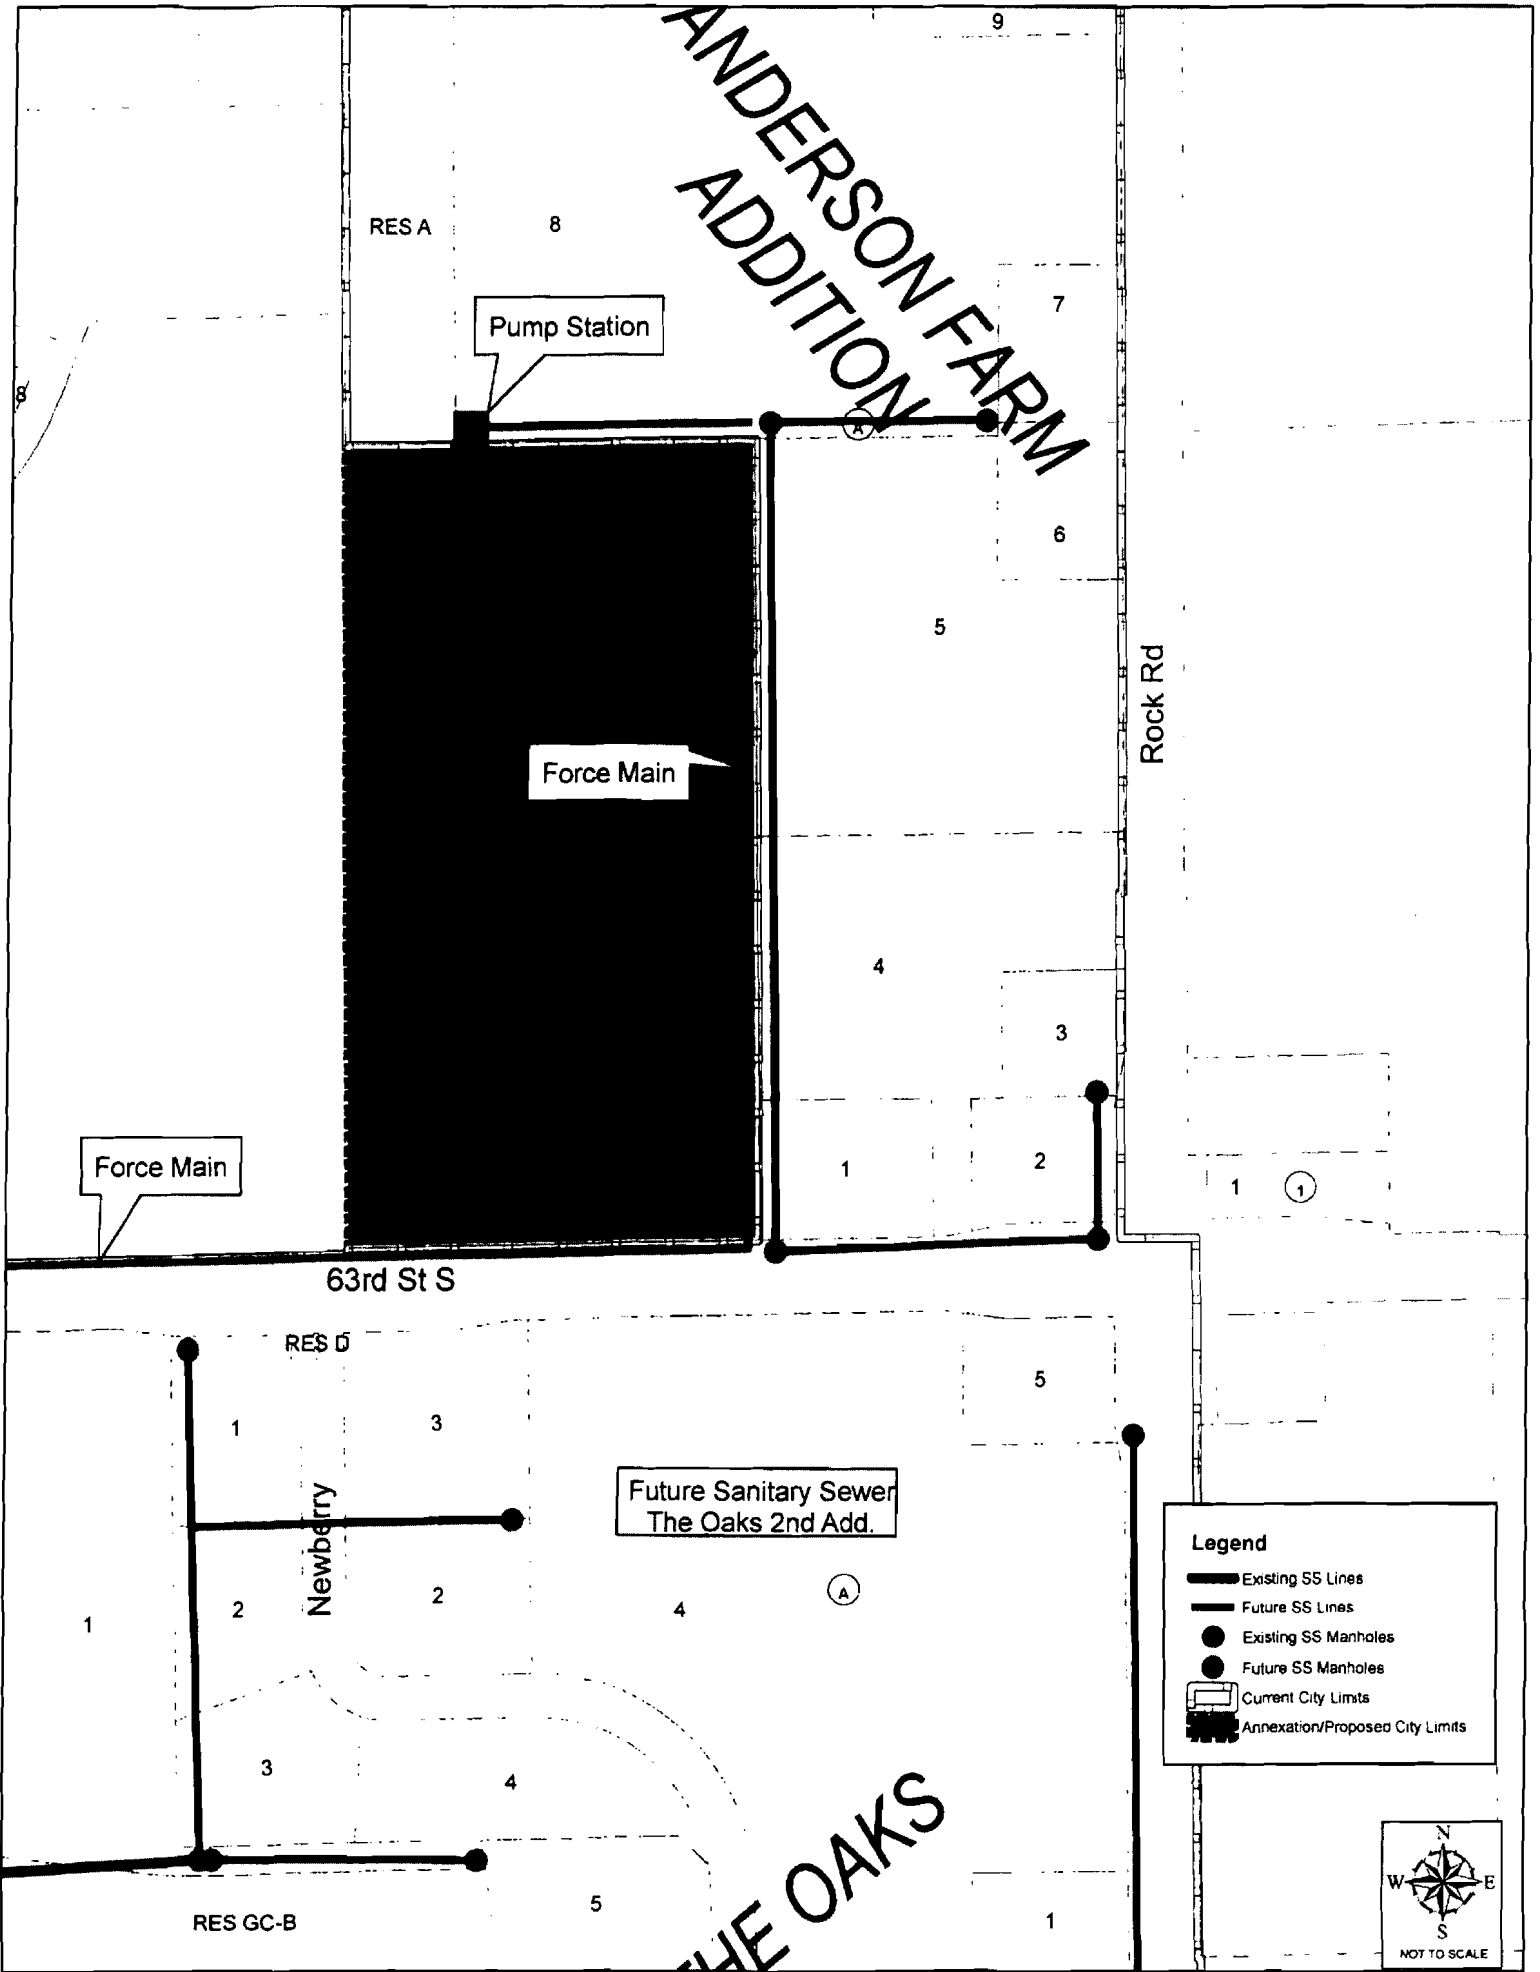 9
ANDERSON FARM
ADDITION
RES A
8
7
Pump Station
8
A
6
5
Rock Rd
Force Main
4
3
Force Main
1
2
1
1
63rd St S
RES D
5
1
3
Future Sanitary Sewer
The Oaks 2nd Add.
Newberry
A
1
2
2
4
Legend
Existing SS Lines
Future SS Lines
Existing SS Manholes
Future SS Manholes
Current City Limits
Annexation/Proposed City Limits
3
4
THE OAKS
5
1
RES GC-B
N
W
E
S
NOT TO SCALE